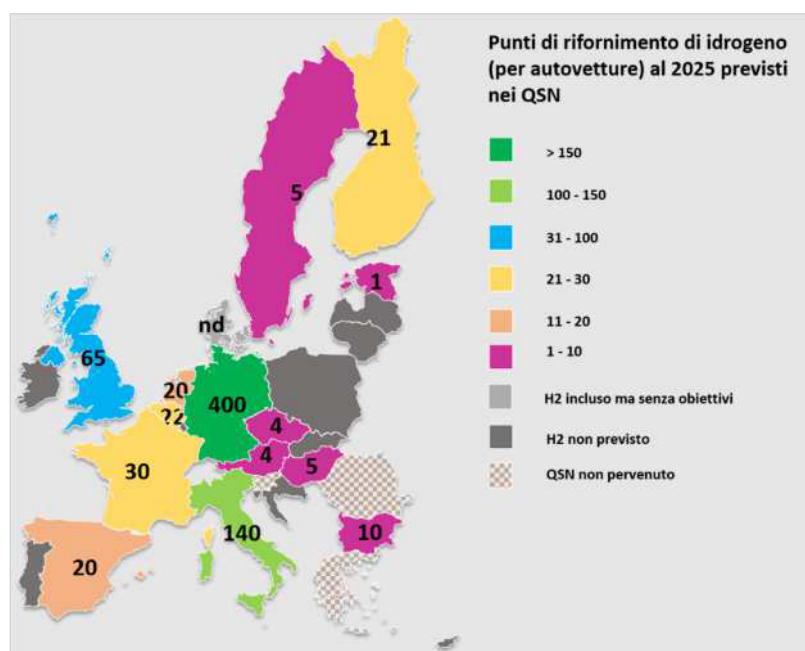 Punti di rifornimento di idrogeno
(per autovetture) al 2025 previsti
nei QSN
> 150
100 - 150
31 - 100
21 - 30
11 - 20
1 - 10
H2 incluso ma senza obiettivi
H2 non previsto
QSN non pervenuto
21
5
1
nd
65
20
22
400
4
4
5
30
140
10
20